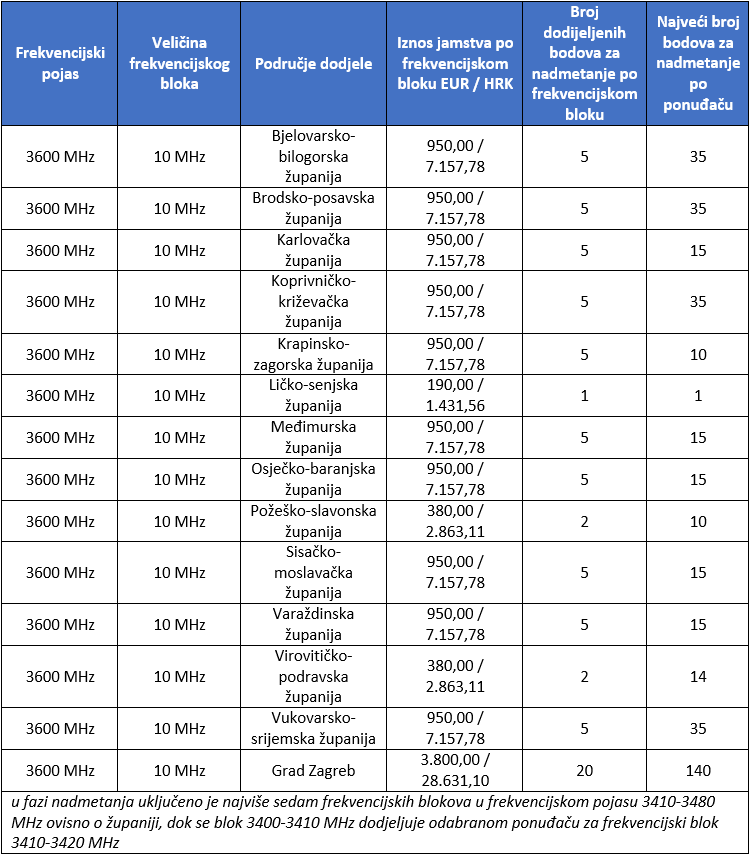 Frekvencijski
pojas
Veličina
frekvencijskog
bloka
Područje dodjele
Iznos jamstva po
frekvencijskom
bloku EUR / HRK
Broj
dodijeljenih
bodova za
nadmetanje po
frekvencijskom
bloku
Najveći broj
bodova za
nadmetanje
po
ponuđaču
3600 MHz
10 MHz
Bjelovarsko-
bilogorska
županija
950,00 /
7.157,78
5
35
3600 MHz
10 MHz
Brodsko-posavska
županija
950,00 /
7.157,78
5
35
3600 MHz
10 MHz
Karlovačka
županija
950,00 /
7.157,78
5
15
3600 MHz
10 MHz
Koprivničko-
križevačka
županija
950,00 /
7.157,78
5
35
3600 MHz
10 MHz
Krapinsko-
zagorska županija
950,00 /
7.157,78
5
10
3600 MHz
10 MHz
Ličko-senjska
županija
190,00 /
1.431,56
1
1
3600 MHz
10 MHz
Međimurska
županija
950,00 /
7.157,78
5
15
3600 MHz
10 MHz
Osječko-baranjska
županija
950,00 /
7.157,78
5
15
3600 MHz
10 MHz
Požeško-slavonska
županija
380,00 /
2.863,11
2
10
3600 MHz
10 MHz
Sisačko-
moslavačka
županija
950,00 /
7.157,78
5
15
3600 MHz
10 MHz
Varaždinska
županija
950,00 /
7.157,78
5
15
3600 MHz
10 MHz
Virovitičko-
podravska
županija
380,00 /
2.863,11
2
14
3600 MHz
10 MHz
Vukovarsko-
srijemska županija
950,00 /
7.157,78
5
35
3600 MHz
10 MHz
Grad Zagreb
3.800,00 /
28.631,10
20
140
u fazi nadmetanja uključeno je najviše sedam frekvencijskih blokova u frekvencijskom pojasu 3410-3480
MHz ovisno o županiji, dok se blok 3400-3410 MHz dodjeljuje odabranom ponuđaču za frekvencijski blok
3410-3420 MHz